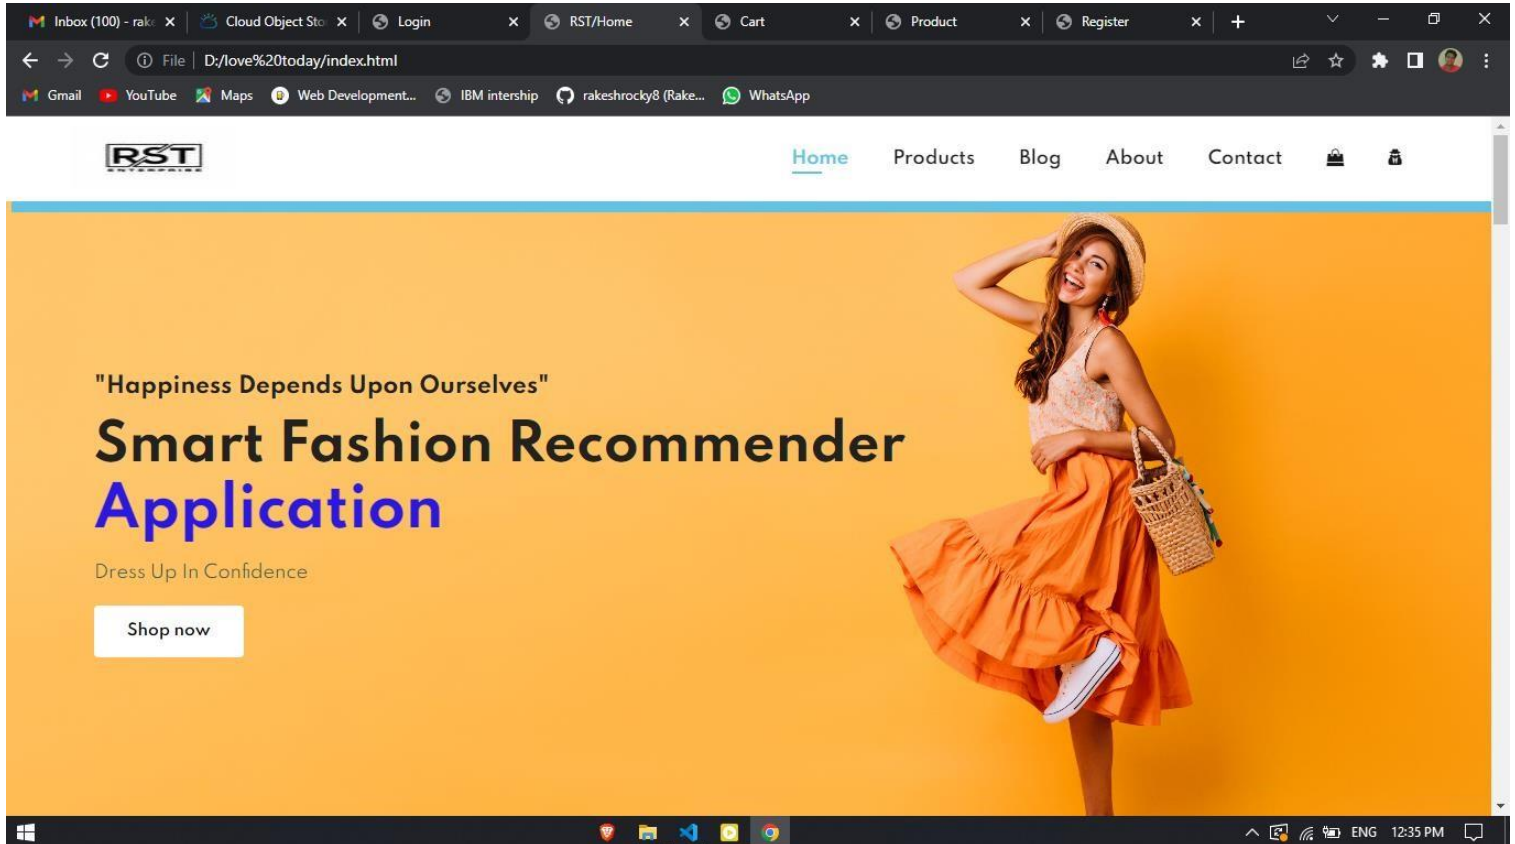 Inbox (100) - rake
Cloud Object Sto
Login
RST/Home
Cart
Product
Register
File
D:/love%20today/index.html
Gmail
YouTube
Maps
Web Development...
IBM intership
rakeshrocky8 (Rake...
WhatsApp
RST
ENTERPRISE
Home
Products
Blog
About
Contact
"Happiness Depends Upon Ourselves"
Smart Fashion Recommender
Application
Dress Up In Confidence
Shop now
ENG
12:35 PM